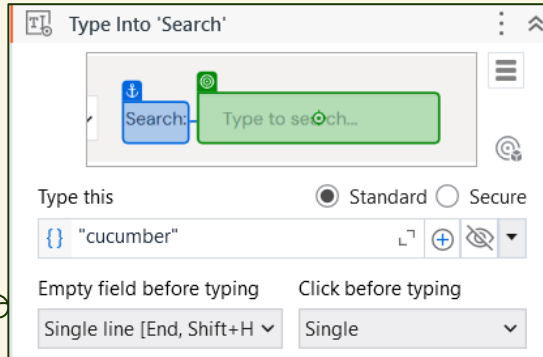 Type Into 'Search'
Search: Type to search...
Type this Standard Secure
{} "cucumber"
Empty field before typing Click before typing
Single line [End, Shift+H Single